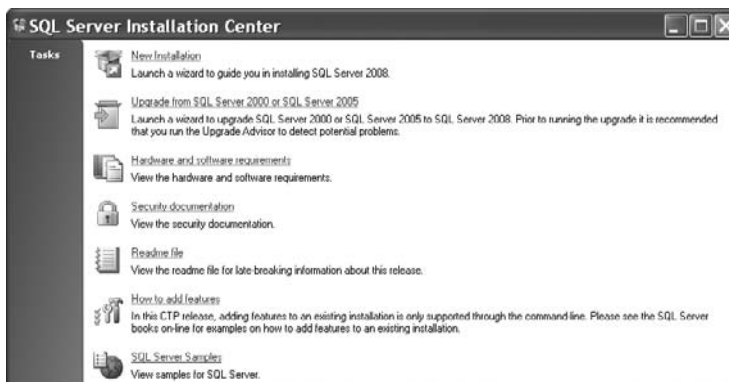 SQL Server Installation Center
Tasks
New Installation
Launch a wizard to guide you in installing SQL Server 2008.
Upgrade from SQL Server 2000 or SQL Server 2005
Launch a wizard to upgrade SQL Server 2000 or SQL Server 2005 to SQL Server 2008. Prior to running the upgrade it is recommended
that you run the Upgrade Advisor to detect potential problems.
Hardware and software requirements
View the hardware and software requirements.
Security documentation
View the security documentation.
Readme file
View the readme file for late-breaking information about this release.
How to add features
In this CTP release, adding features to an existing installation is only supported through the command-line. Please see the SQL Server
books on-line for examples on how to add features to an existing installation.
SQL Server Samples
View samples for SQL Server.